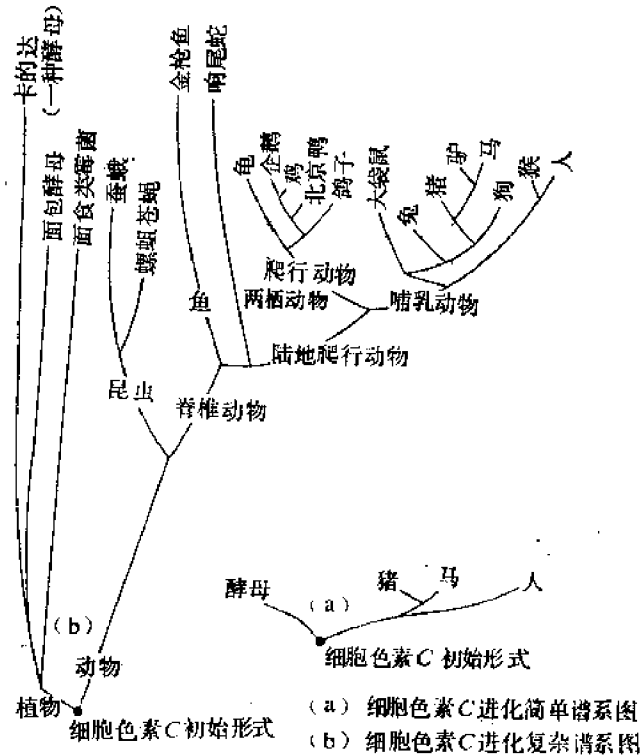 卡的达
(一种酵母)
面包酵母
面食类霉菌
蚕蛾
螺蛆苍蝇
金枪鱼
响尾蛇
龟
企鹅
鸡
北京鸭
鸽子
大袋鼠
兔
猪
驴
马
狗
猴
人
爬行动物
鱼
两栖动物
哺乳动物
陆地爬行动物
昆虫
脊椎动物
酵母
(a)
猪
马
人
(b)
动物
细胞色素C初始形式
植物
细胞色素C初始形式
(a) 细胞色素C进化简单谱系图
(b) 细胞色素C进化复杂谱系图